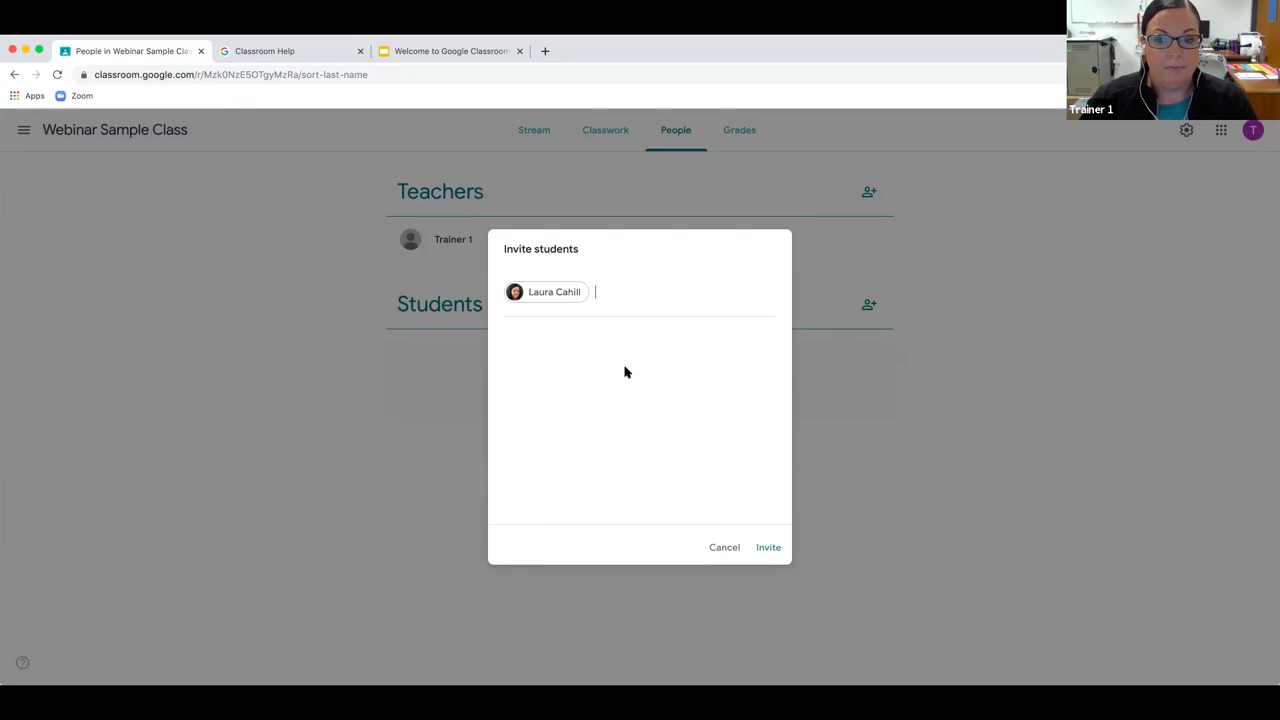 People in Webinar Sample Clas
Classroom Help
Welcome to Google Classroom
classroom.google.com/r/Mzk0NzE5OTgyMzRa/sort-last-name
Apps
Zoom
Trainer 1
Webinar Sample Class
Stream
Classwork
People
Grades
T
Teachers
Trainer 1
Students
Invite students
Laura Cahill
Cancel
Invite